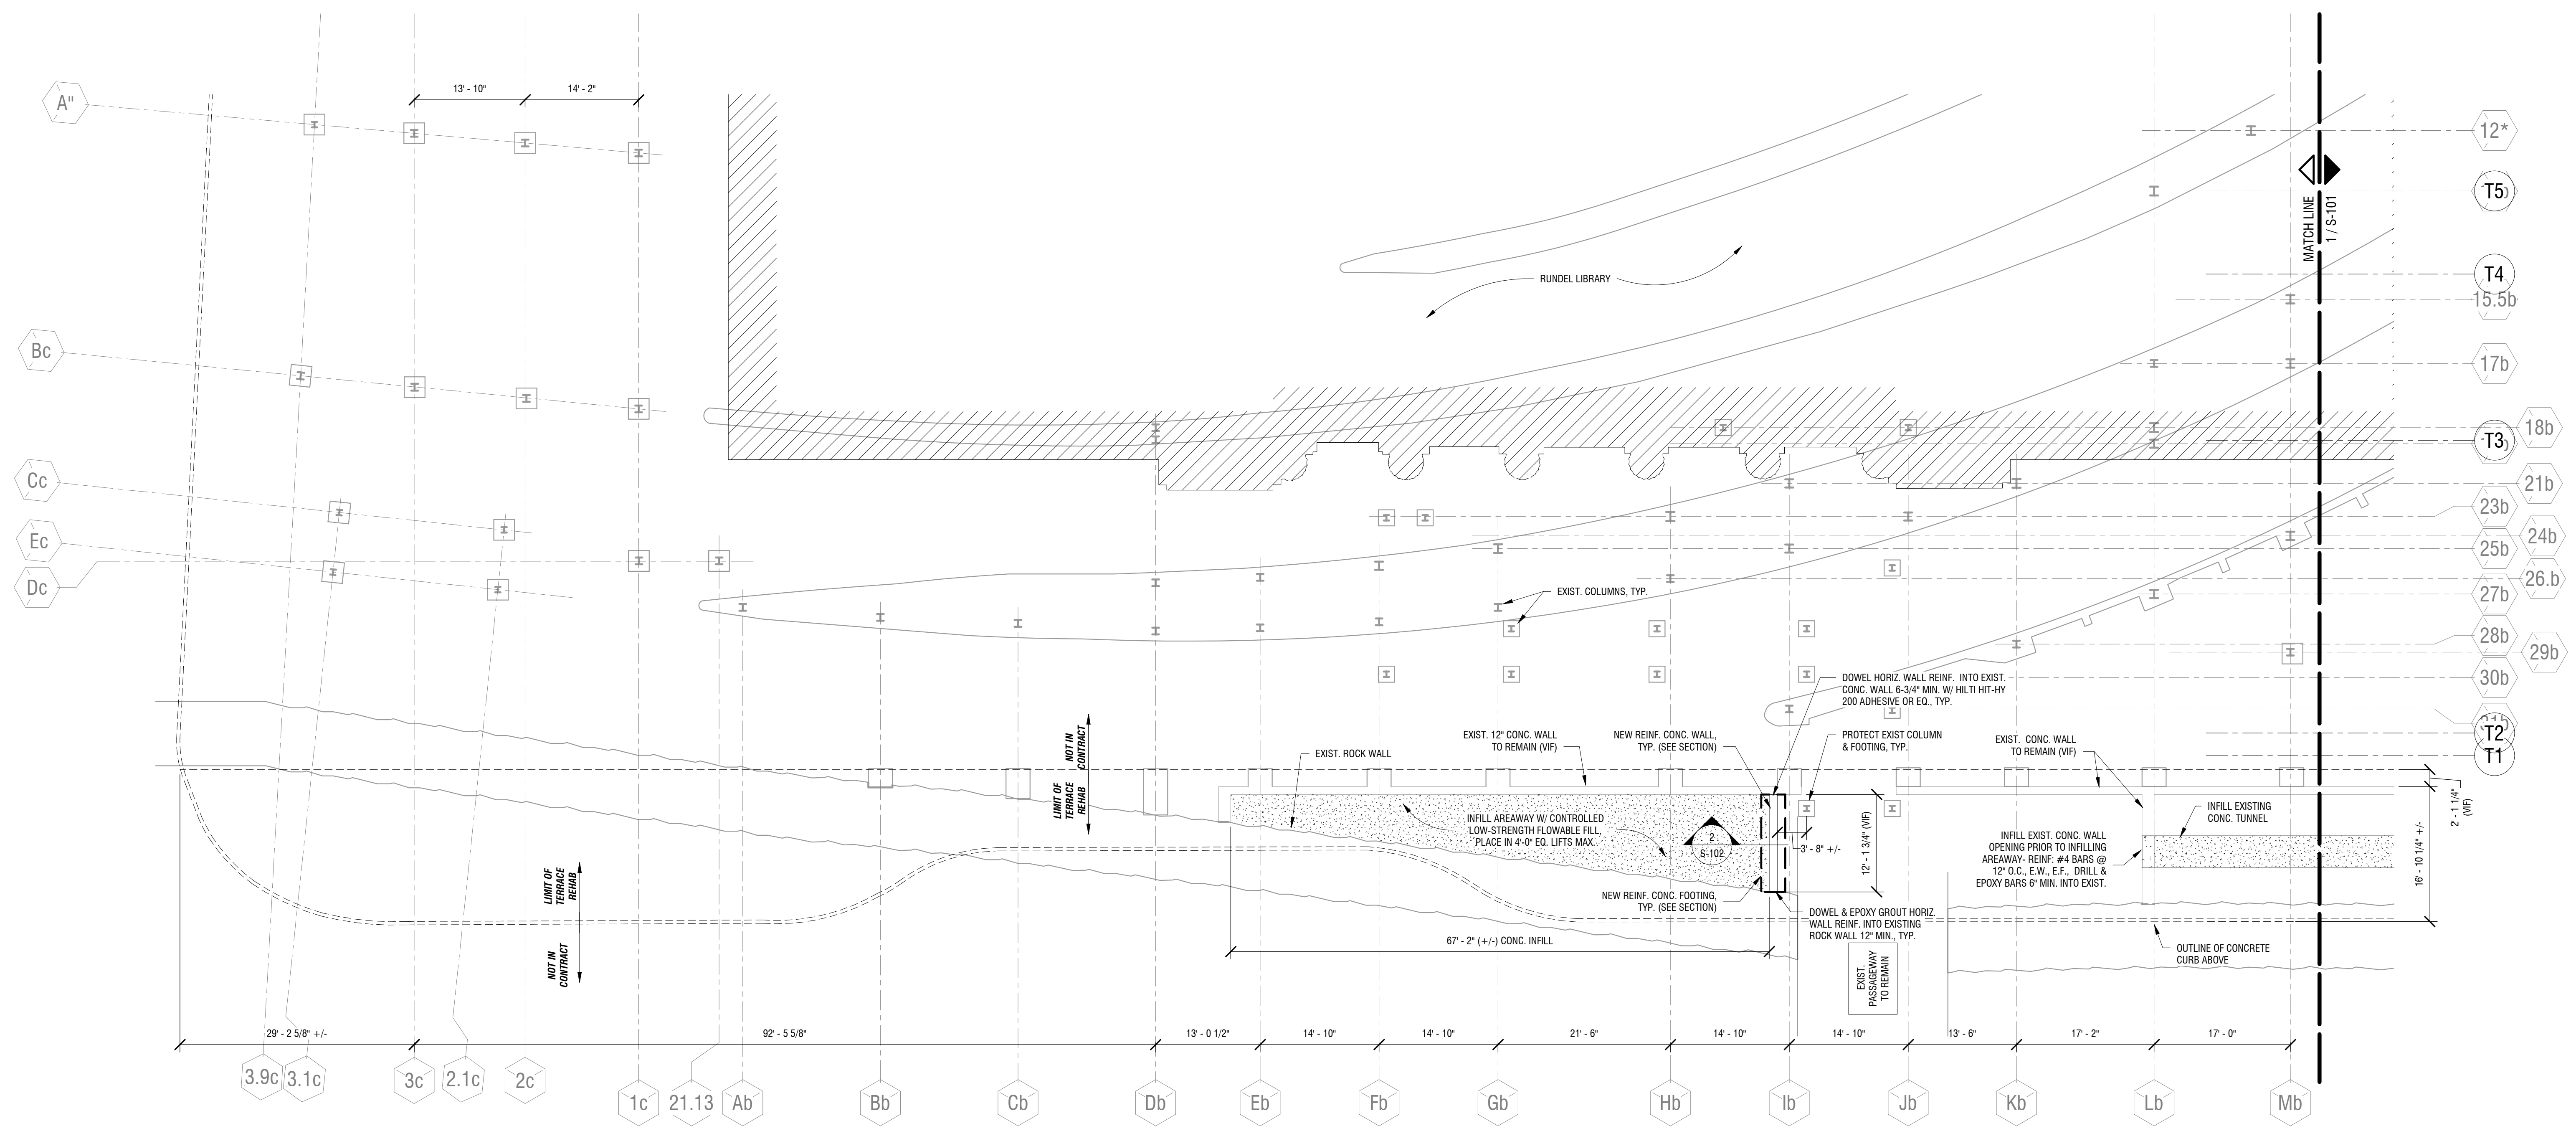 13' - 10"
14' - 2"
A"
12*
T5
MATCH LINE
1 / S-101
T4
RUNDEL LIBRARY
15.5b
Bc
17b
18b
T3
Cc
21b
23b
Ec
24b
25b
Dc
26.b
EXIST. COLUMNS, TYP.
27b
28b
29b
30b
DOWEL HORIZ. WALL REINF. INTO EXIST.
CONC. WALL 6-3/4" MIN. W/ HILTI HIT-HY
200 ADHESIVE OR EQ., TYP.
T2
T1
NOT IN
CONTRACT
LIMIT OF
TERRACE
REHAB
EXIST. ROCK WALL
EXIST. 12" CONC. WALL
TO REMAIN (VIF)
NEW REINF. CONC. WALL,
TYP. (SEE SECTION)
PROTECT EXIST COLUMN
& FOOTING, TYP.
EXIST. CONC. WALL
TO REMAIN (VIF)
2' - 1 1/4"
(VIF)
INFILL EXISTING
CONC. TUNNEL
INFILL AREAWAY W/ CONTROLLED
LOW-STRENGTH FLOWABLE FILL,
PLACE IN 4'-0" EQ. LIFTS MAX.
2
S-102
3' - 8" +/-
12' - 1 3/4" (VIF)
INFILL EXIST. CONC. WALL
OPENING PRIOR TO INFILLING
AREAWAY- REINF: #4 BARS @
12" O.C., E.W., E.F., DRILL &
EPOXY BARS 6" MIN. INTO EXIST.
16' - 10 1/4" +/-
LIMIT OF
TERRACE
REHAB
NOT IN
CONTRACT
NEW REINF. CONC. FOOTING,
TYP. (SEE SECTION)
DOWEL & EPOXY GROUT HORIZ.
WALL REINF. INTO EXISTING
ROCK WALL 12" MIN., TYP.
67' - 2" (+/-) CONC. INFILL
EXIST.
PASSAGEWAY
TO REMAIN
OUTLINE OF CONCRETE
CURB ABOVE
29' - 2 5/8" +/-
92' - 5 5/8"
13' - 0 1/2"
14' - 10"
14' - 10"
21' - 6"
14' - 10"
14' - 10"
13' - 6"
17' - 2"
17' - 0"
3.9c
3.1c
3c
2.1c
2c
1c
21.13
Ab
Bb
Cb
Db
Eb
Fb
Gb
Hb
Ib
Jb
Kb
Lb
Mb